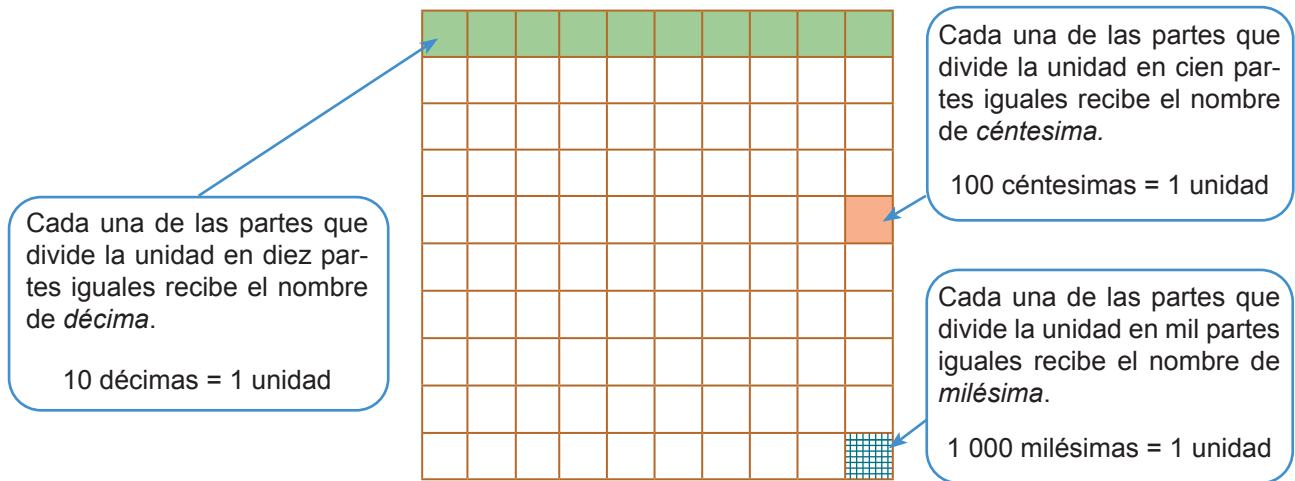 Cada una de las partes que
divide la unidad en cien par-
tes iguales recibe el nombre
de céntesima.
100 céntesimas = 1 unidad
Cada una de las partes que
divide la unidad en diez par-
tes iguales recibe el nombre
de décima.
10 décimas = 1 unidad
Cada una de las partes que
divide la unidad en mil partes
iguales recibe el nombre de
milésima.
1 000 milésimas = 1 unidad